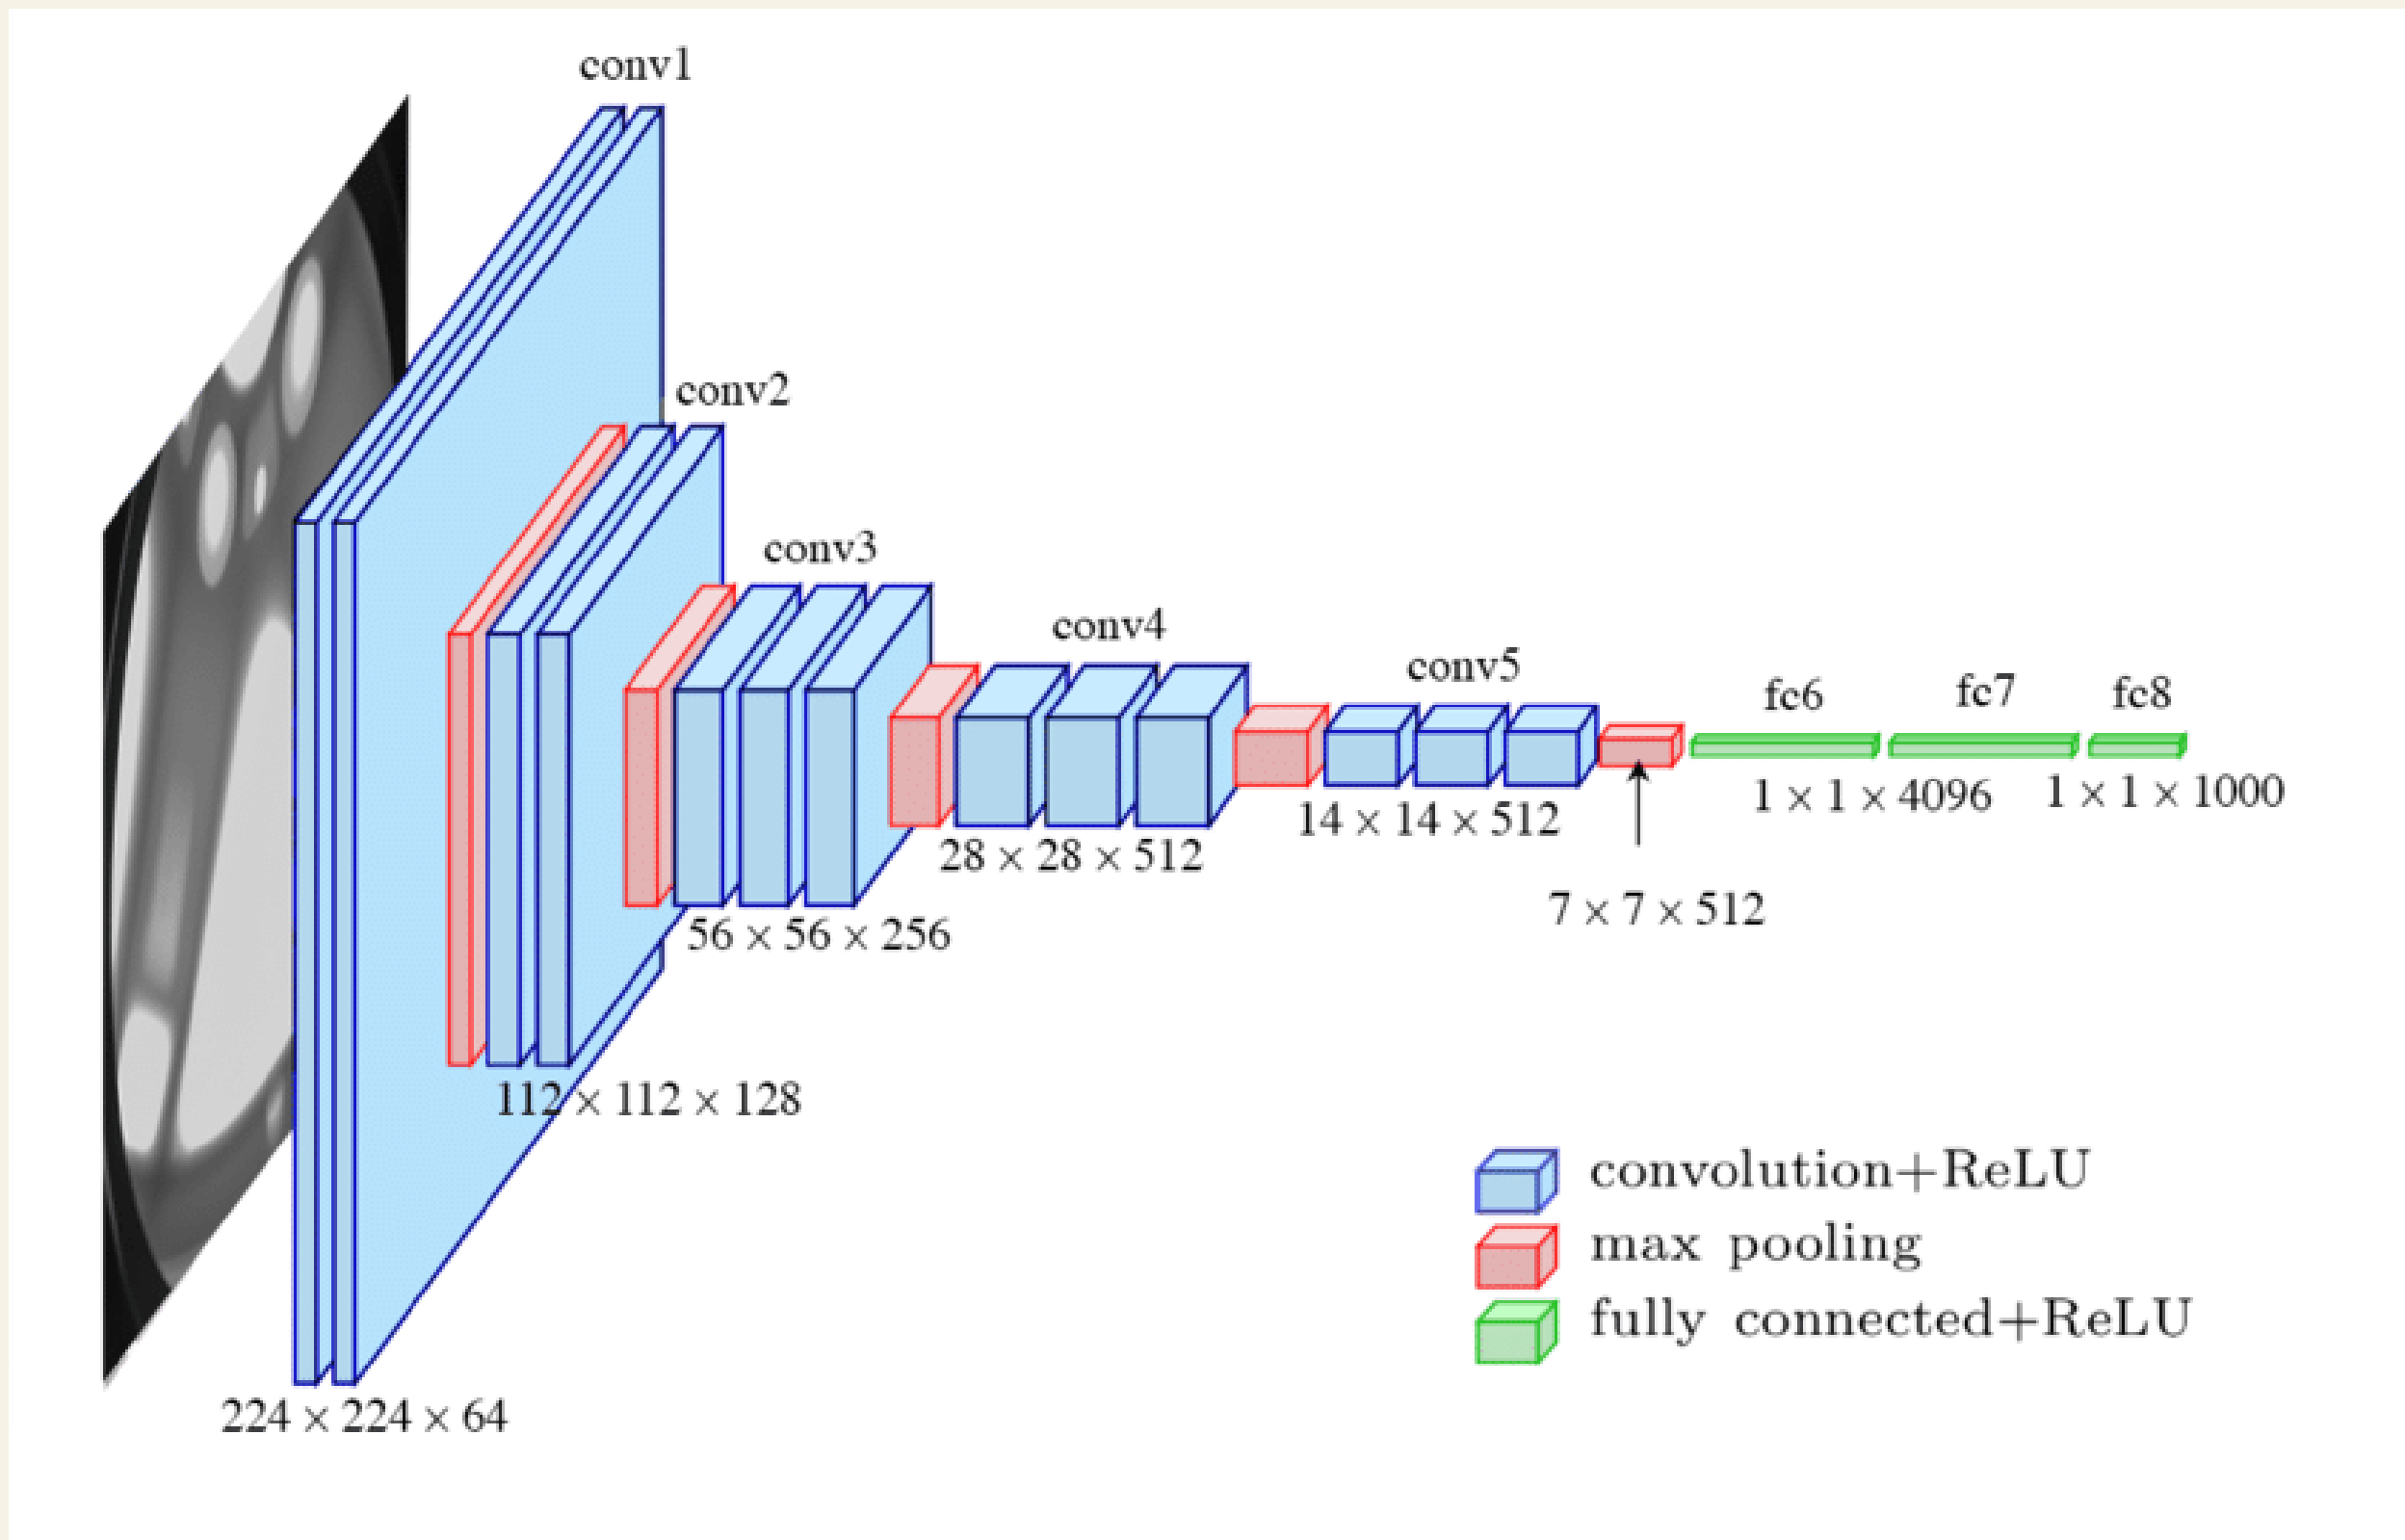 conv1
conv2
conv3
conv4
conv5
fc6
fc7
fc8
1 × 1 × 4096
1 × 1 × 1000
14 × 14 × 512
28 × 28 × 512
7 × 7 × 512
56 × 56 × 256
112 × 112 × 128
224 × 224 × 64
convolution+ReLU
max pooling
fully connected+ReLU